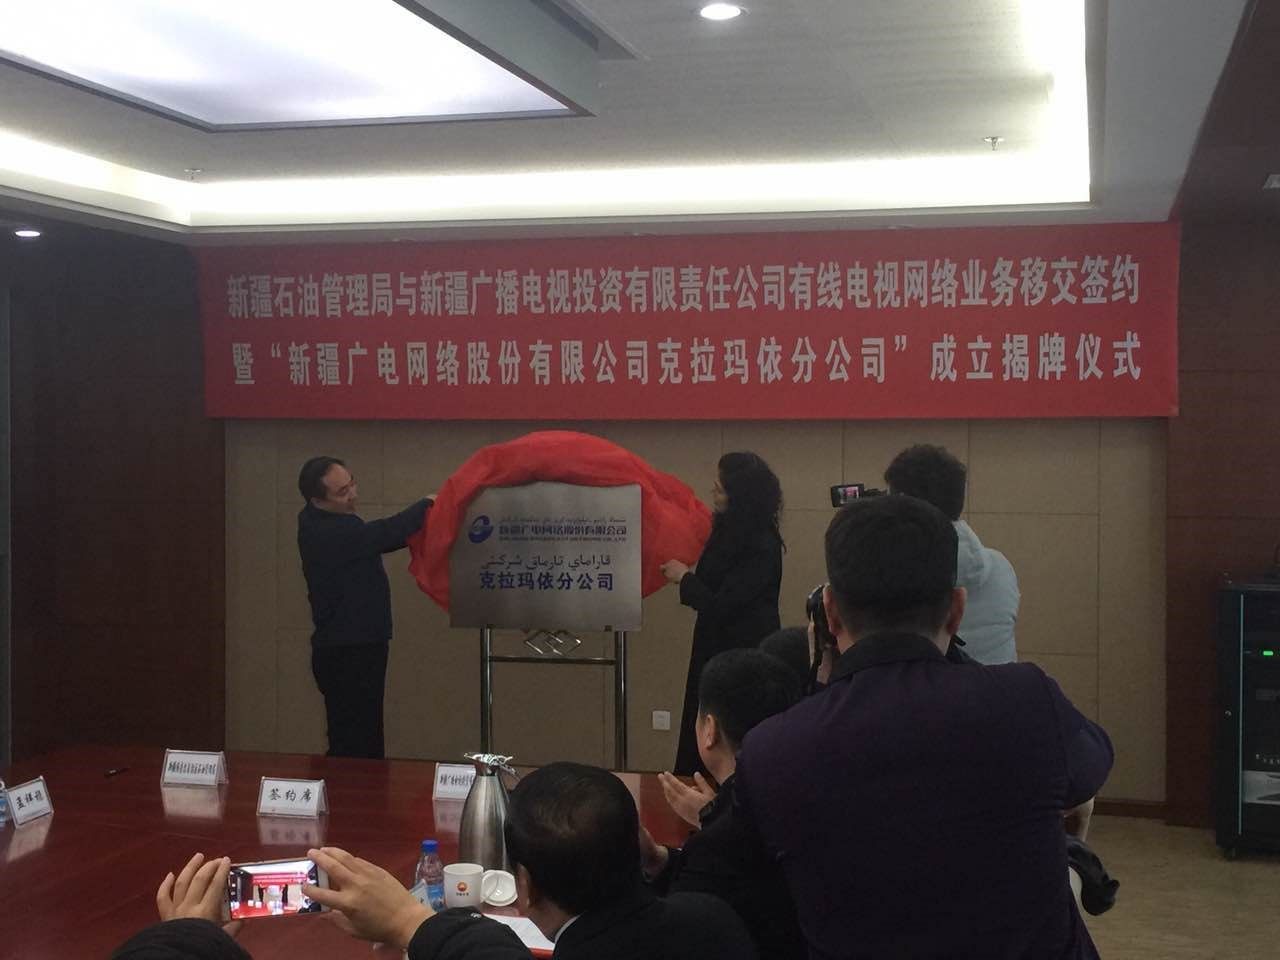 新疆石油管理局与新疆广播电视投资有限责任公司有线电视网络业务移交签约
暨“新疆广电网络股份有限公司克拉玛依分公司”成立揭牌仪式
新疆广电网络股份有限公司
قاراماي تارماق شركىتى
克拉玛依分公司
签约席